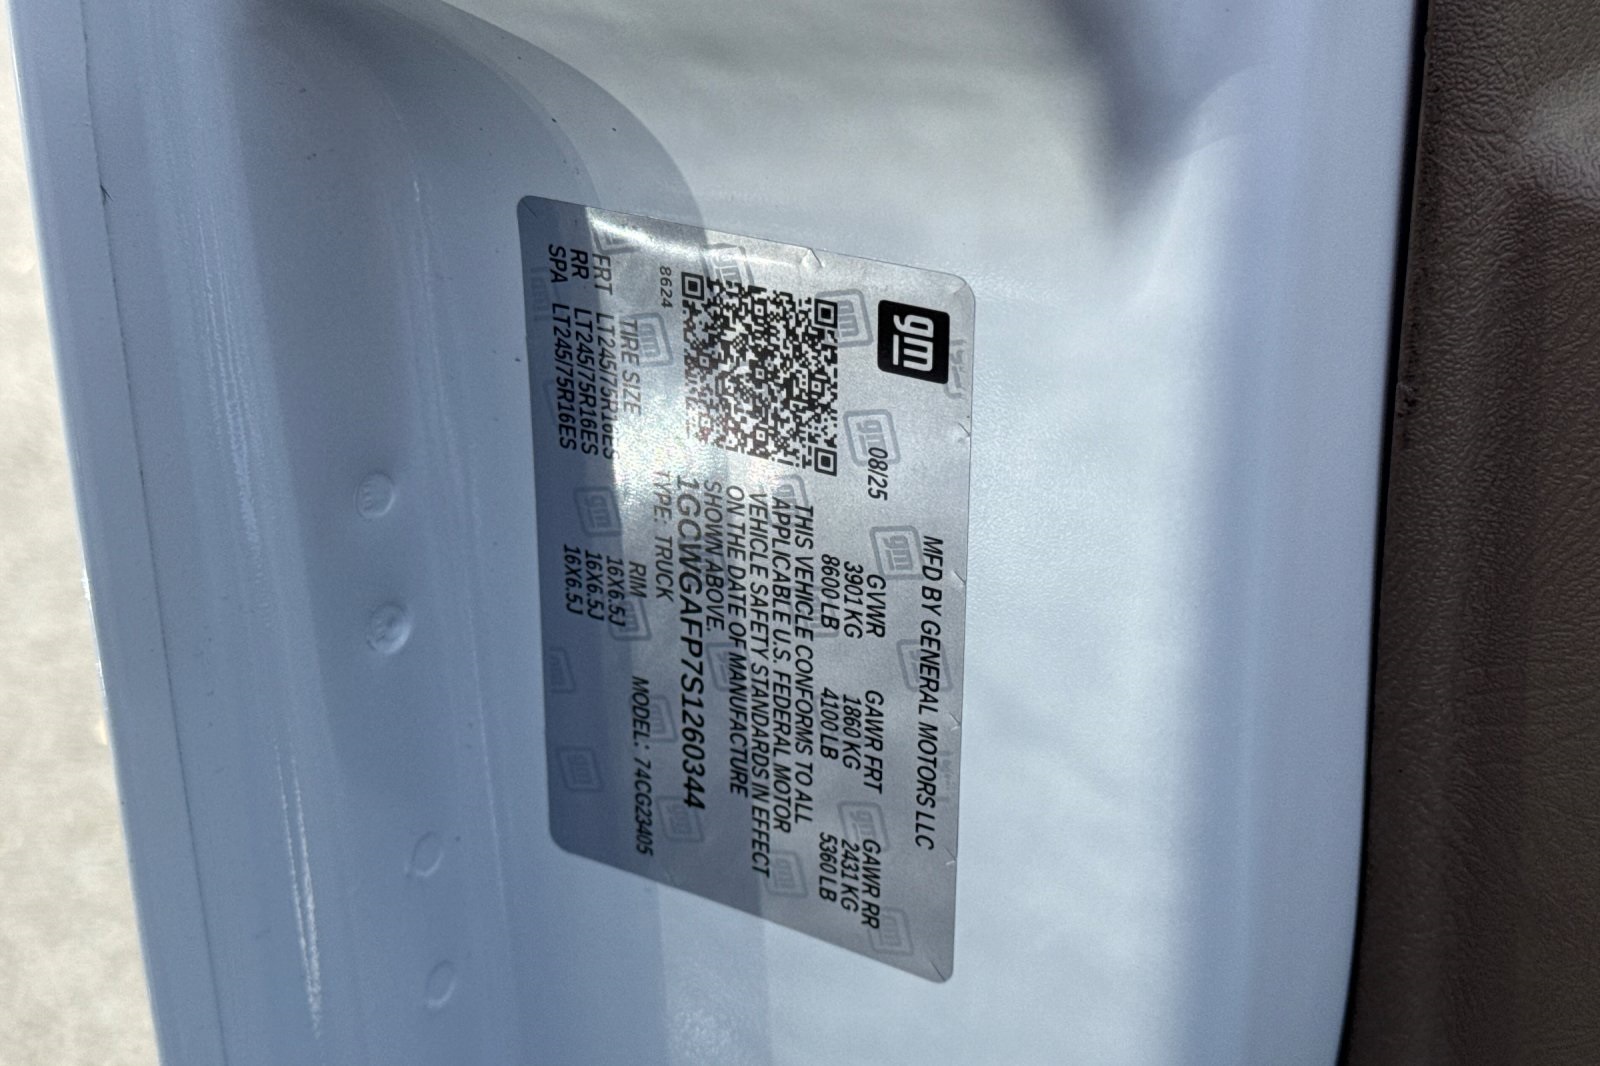 gm
MFD BY GENERAL MOTORS LLC
08/25 GVWR GAWR FRT GAWR RR
3901 KG 1860 KG 2431 KG
8600 LB 4100 LB 5360 LB
THIS VEHICLE CONFORMS TO ALL
APPLICABLE U.S. FEDERAL MOTOR
VEHICLE SAFETY STANDARDS IN EFFECT
ON THE DATE OF MANUFACTURE
SHOWN ABOVE.
1GCWGAFP7S1260344
8624 TYPE: TRUCK MODEL: 74CG23405
TIRE SIZE RIM
FRT LT245/75R16ES 16X6.5J
RR LT245/75R16ES 16X6.5J
SPA LT245/75R16ES 16X6.5J